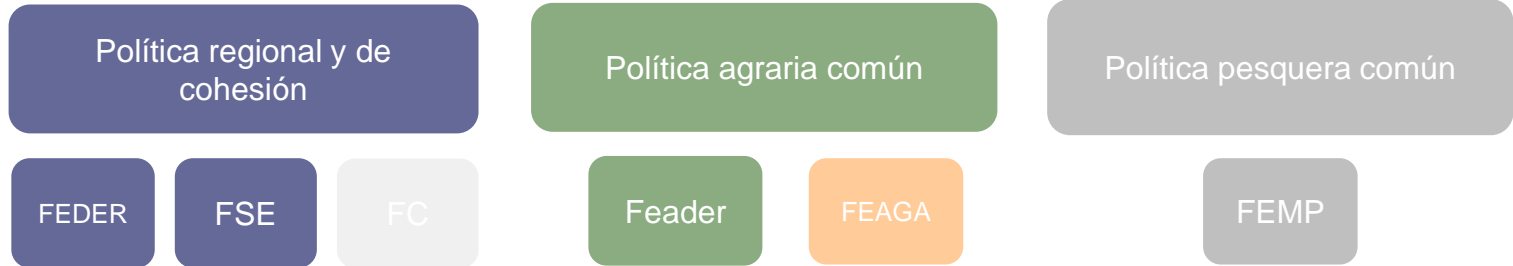 Política regional y de
cohesión
Política agraria común
Política pesquera común
FEDER
FSE
FC
Feader
FEAGA
FEMP